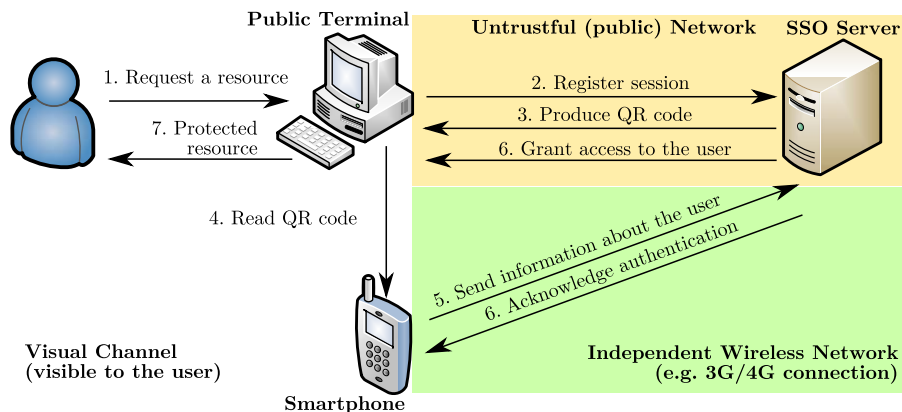 Public Terminal
Untrustful (public) Network
SSO Server
1. Request a resource
2. Register session
3. Produce QR code
7. Protected
resource
6. Grant access to the user
4. Read QR code
5. Send information about the user
6. Acknowledge authentication
Visual Channel
(visible to the user)
Independent Wireless Network
(e.g. 3G/4G connection)
Smartphone